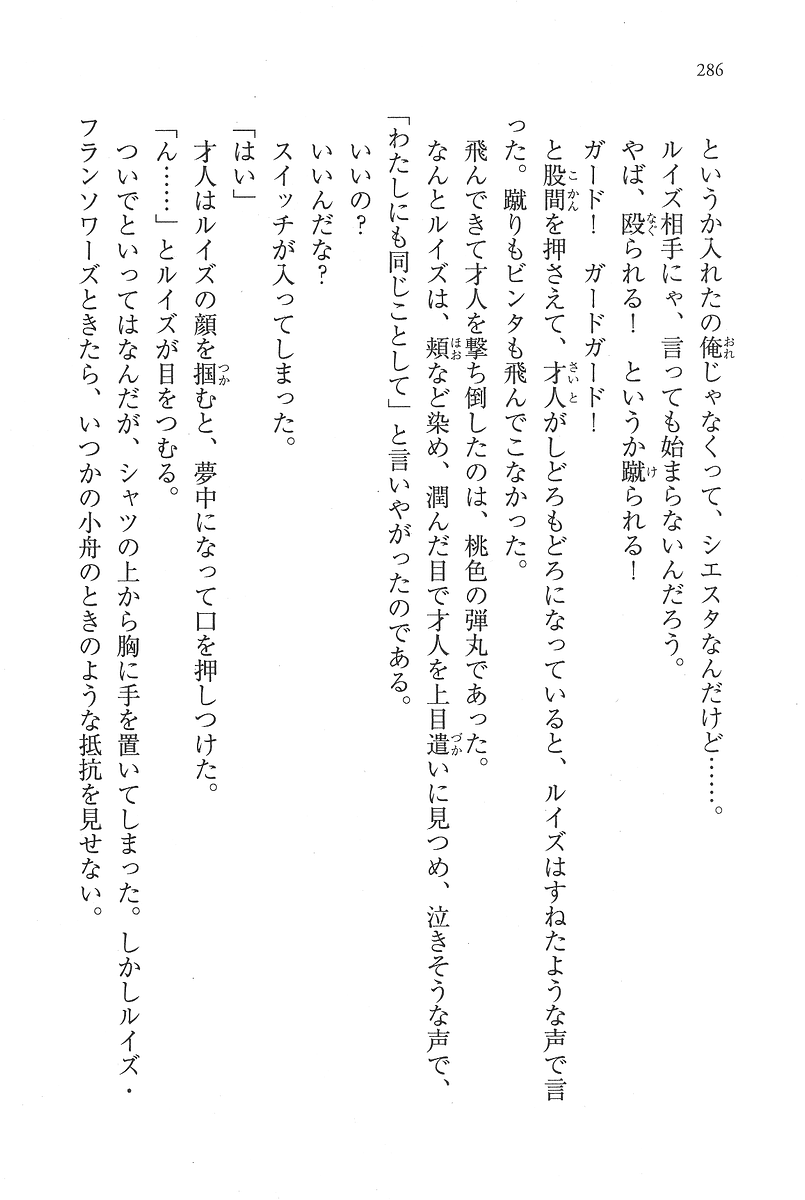 286
というか入れたの俺じゃなくって、シエスタなんだけど……。
ルイズ相手にゃ、言っても始まらないんだろう。
やば、殴られる！　というか蹴られる！
ガード！　ガードガード！
と股間を押さえて、才人がしどろもどろになっていると、ルイズはすねたような声で言
った。蹴りもビンタも飛んでこなかった。
飛んできて才人を撃ち倒したのは、桃色の弾丸であった。
なんとルイズは、頬など染め、潤んだ目で才人を上目遣いに見つめ、泣きそうな声で、
「わたしにも同じことして」と言いやがったのである。
いいの？
いいんだな？
スイッチが入ってしまった。
「はい」
才人はルイズの顔を掴むと、夢中になって口を押しつけた。
「ん……」とルイズが目をつむる。
ついでといってはなんだが、シャツの上から胸に手を置いてしまった。しかしルイズ・
フランソワーズときたら、いつかの小舟のときのような抵抗を見せない。